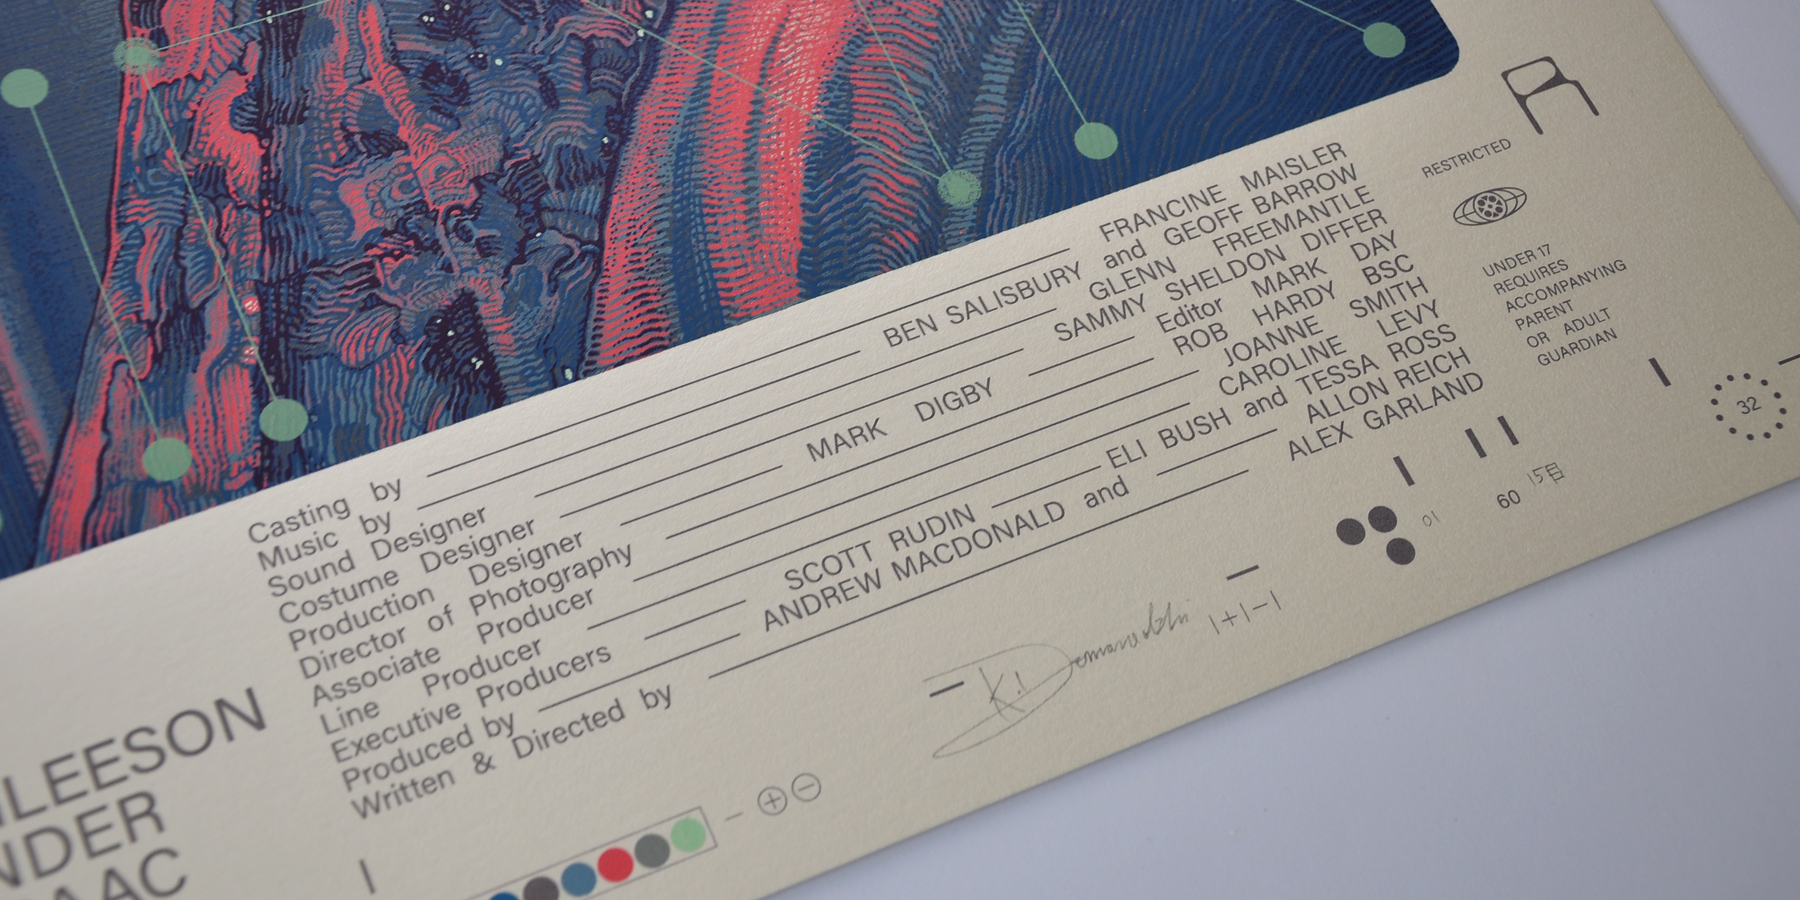 Casting by FRANCINE MAISLER
Music by BEN SALISBURY and GEOFF BARROW
Sound Designer GLENN FREEMANTLE
Costume Designer SAMMY SHELDON DIFFER
Production Designer MARK DIGBY Editor MARK DAY
Director of Photography ROB HARDY BSC
Associate Producer JOANNE SMITH
Line Producer CAROLINE LEVY
Executive Producers SCOTT RUDIN ELI BUSH and TESSA ROSS
Produced by ANDREW MACDONALD and ALLON REICH
Written & Directed by ALEX GARLAND
LEESON
NDER
AAC
R
RESTRICTED
UNDER 17
REQUIRES
ACCOMPANYING
PARENT
OR ADULT
GUARDIAN
32
60
01
1+1-1